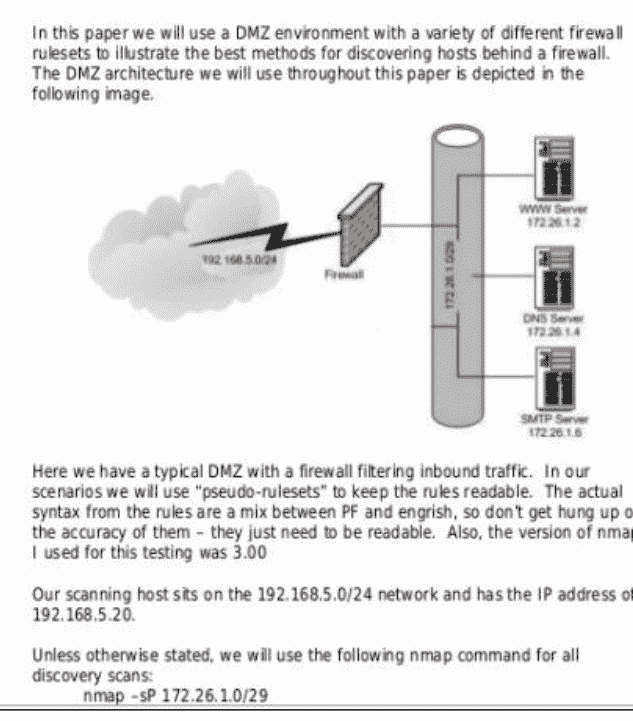 In this paper we will use a DMZ environment with a variety of different firewall
rulesets to illustrate the best methods for discovering hosts behind a firewall.
The DMZ architecture we will use throughout this paper is depicted in the
following image.
WWW Server
172.26.1.2
192.168.5.0/24
Firewall
172.26.1.0/29
DNS Server
172.26.1.4
SMTP Server
172.26.1.6
Here we have a typical DMZ with a firewall filtering inbound traffic. In our
scenarios we will use "pseudo-rulesets" to keep the rules readable. The actual
syntax from the rules are a mix between PF and engrish, so don't get hung up o
the accuracy of them – they just need to be readable. Also, the version of nmap
I used for this testing was 3.00
Our scanning host sits on the 192.168.5.0/24 network and has the IP address of
192.168.5.20.
Unless otherwise stated, we will use the following nmap command for all
discovery scans:
nmap -sP 172.26.1.0/29